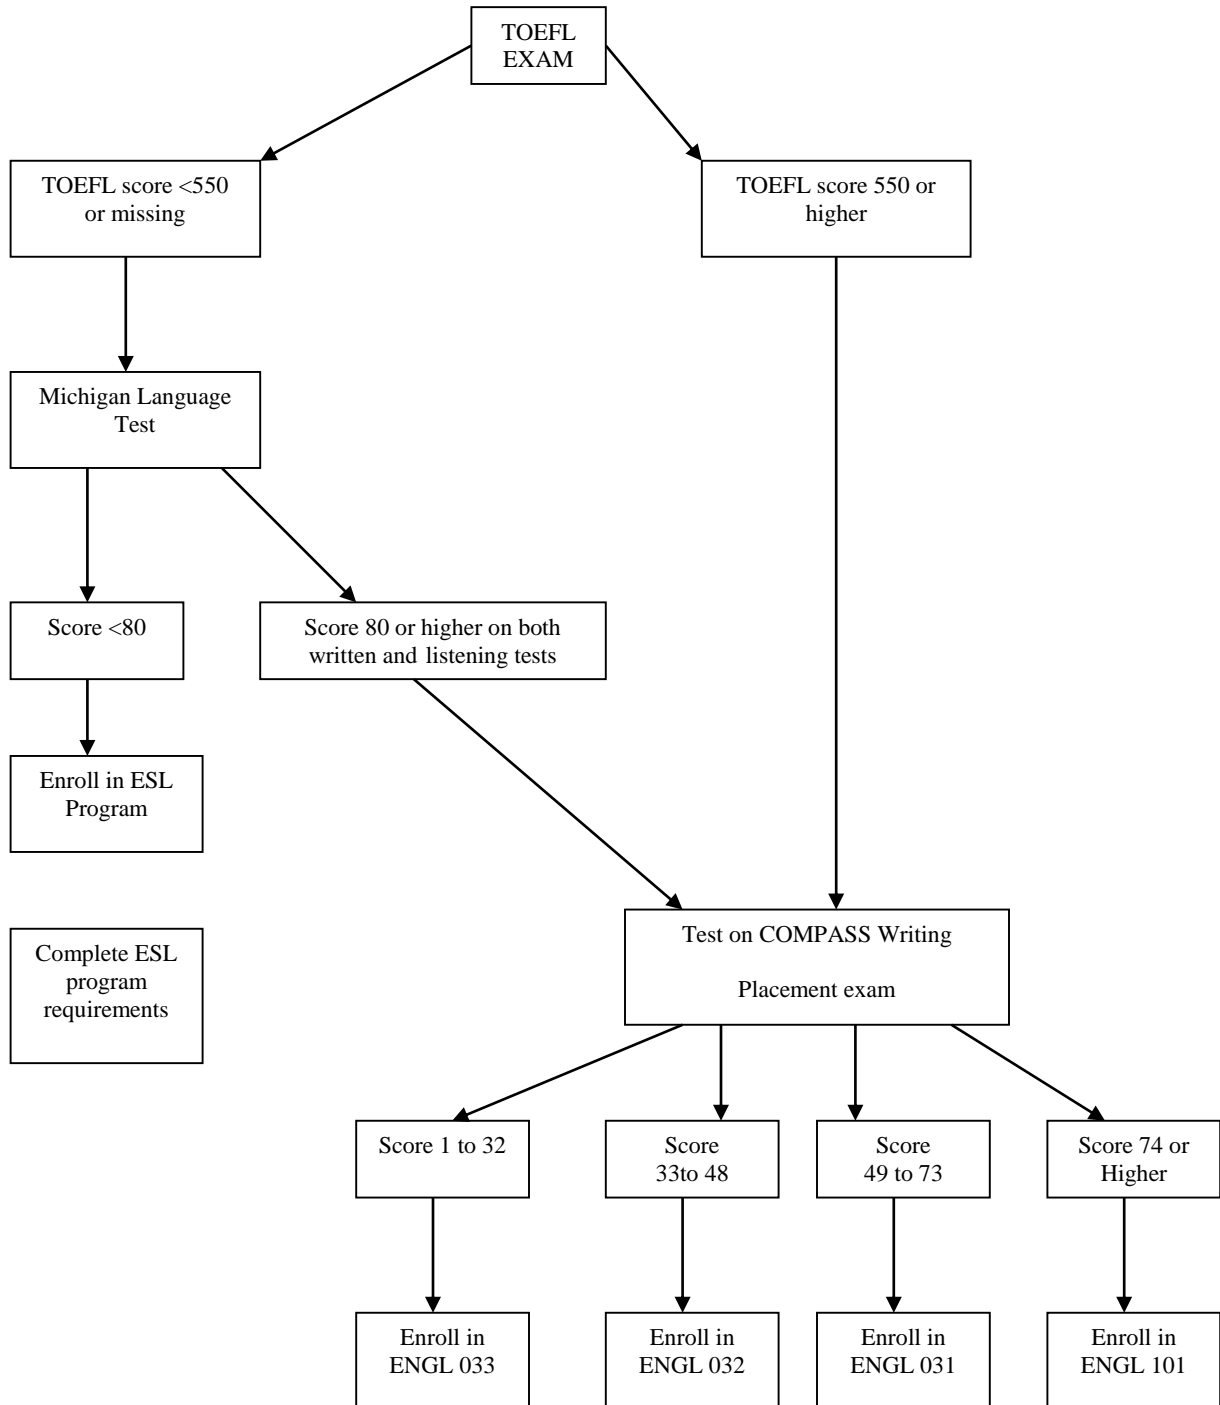 TOEFL
EXAM
TOEFL score <550
or missing
TOEFL score 550 or
higher
Michigan Language
Test
Score <80
Score 80 or higher on both
written and listening tests
Enroll in ESL
Program
Test on COMPASS Writing
Placement exam
Complete ESL
program
requirements
Score 1 to 32
Score
33to 48
Score
49 to 73
Score 74 or
Higher
Enroll in
ENGL 033
Enroll in
ENGL 032
Enroll in
ENGL 031
Enroll in
ENGL 101